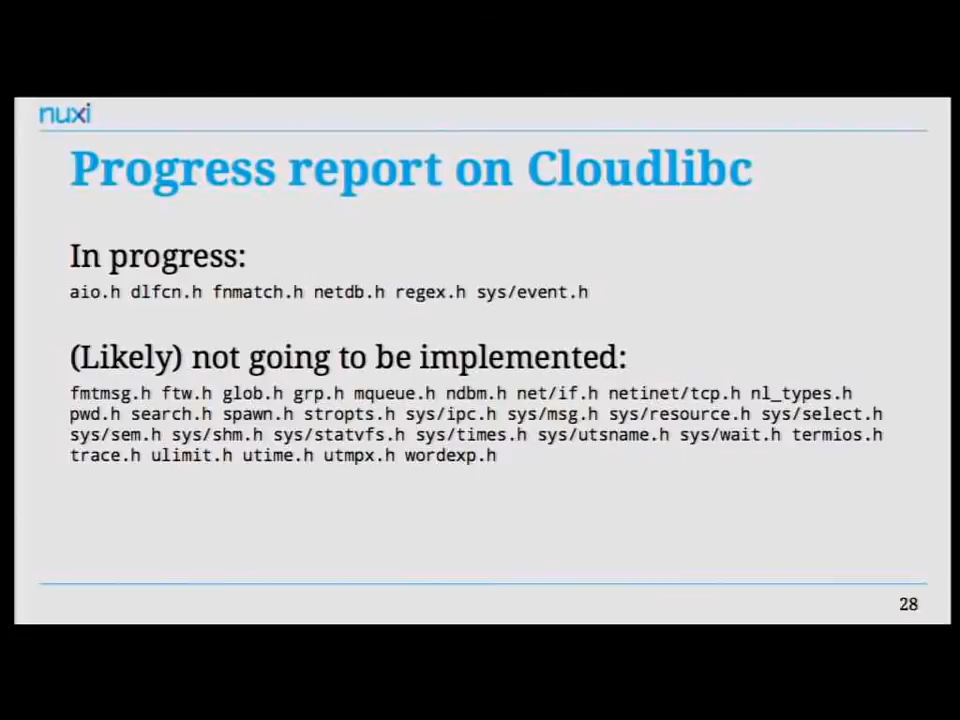 nuxi
Progress report on Cloudlibc
In progress:
aio.h dlfcn.h fnmatch.h netdb.h regex.h sys/event.h
(Likely) not going to be implemented:
fmtmsg.h ftw.h glob.h grp.h mqueue.h ndbm.h net/if.h netinet/tcp.h nl_types.h
pwd.h search.h spawn.h stropts.h sys/ipc.h sys/msg.h sys/resource.h sys/select.h
sys/sem.h sys/shm.h sys/statvfs.h sys/times.h sys/utsname.h sys/wait.h termios.h
trace.h ulimit.h utime.h utmpx.h wordexp.h
28